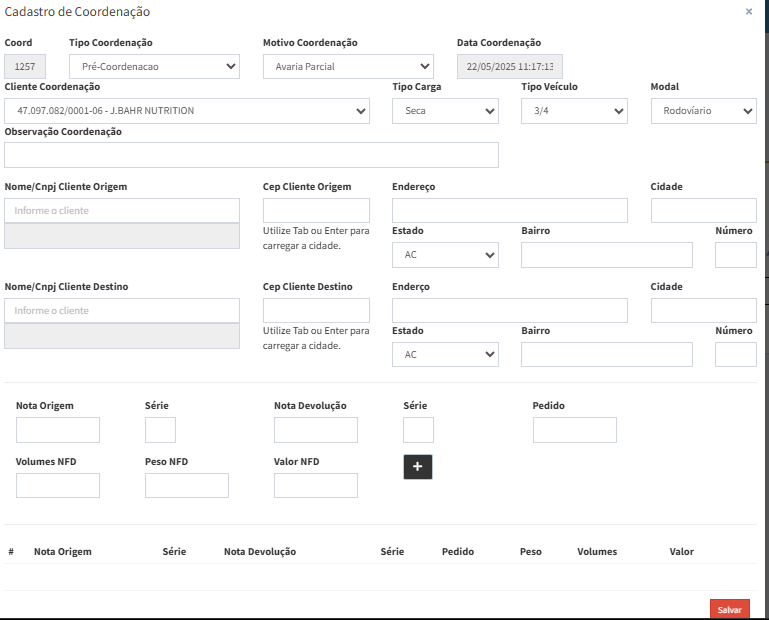 Cadastro de Coordenação ×
Coord Tipo Coordenação Motivo Coordenação Data Coordenação
1257 Pré-Coordenacao Avaria Parcial 22/05/2025 11:17:13
Cliente Coordenação Tipo Carga Tipo Veículo Modal
47.097.082/0001-06 - J.BAHR NUTRITION Seca 3/4 Rodovíario
Observação Coordenação
Nome/Cnpj Cliente Origem Cep Cliente Origem Endereço Cidade
Informe o cliente
Utilize Tab ou Enter para carregar a cidade. Estado Bairro Número
AC
Nome/Cnpj Cliente Destino Cep Cliente Destino Enderço Cidade
Informe o cliente
Utilize Tab ou Enter para carregar a cidade. Estado Bairro Número
AC
Nota Origem Série Nota Devolução Série Pedido
Volumes NFD Peso NFD Valor NFD +
# Nota Origem Série Nota Devolução Série Pedido Peso Volumes Valor
Salvar